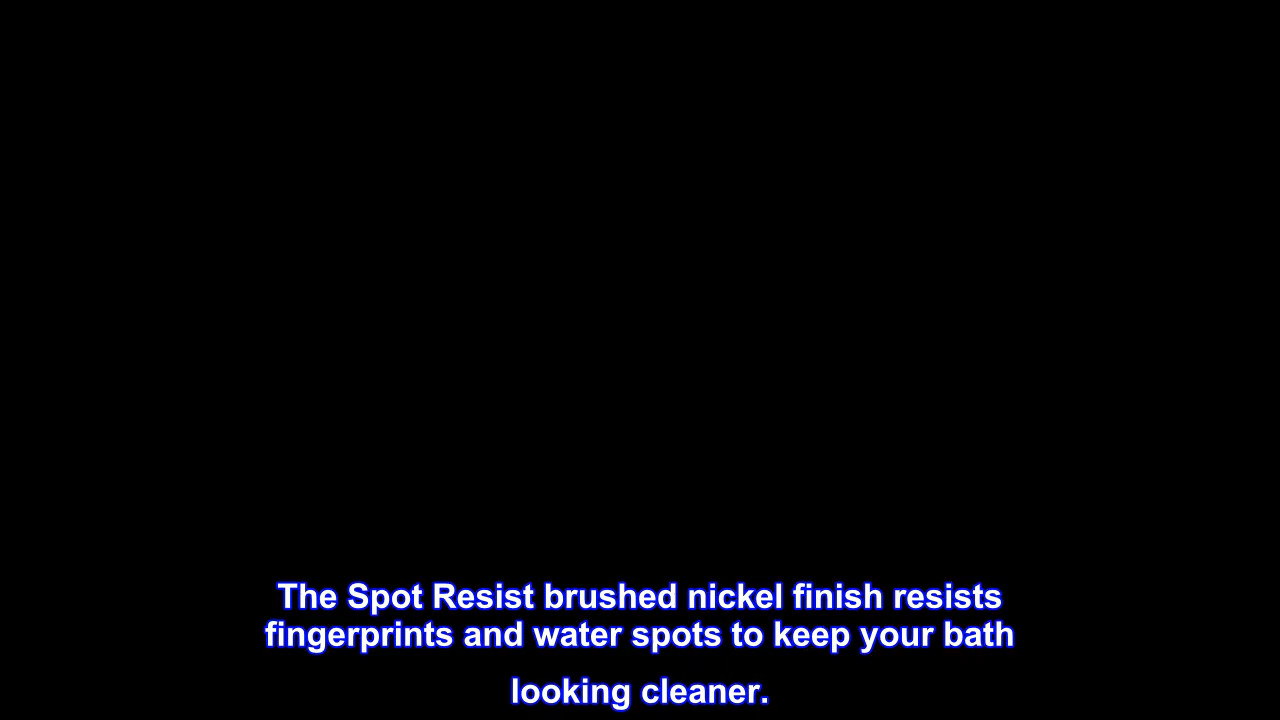 The Spot Resist brushed nickel finish resists
fingerprints and water spots to keep your bath
looking cleaner.